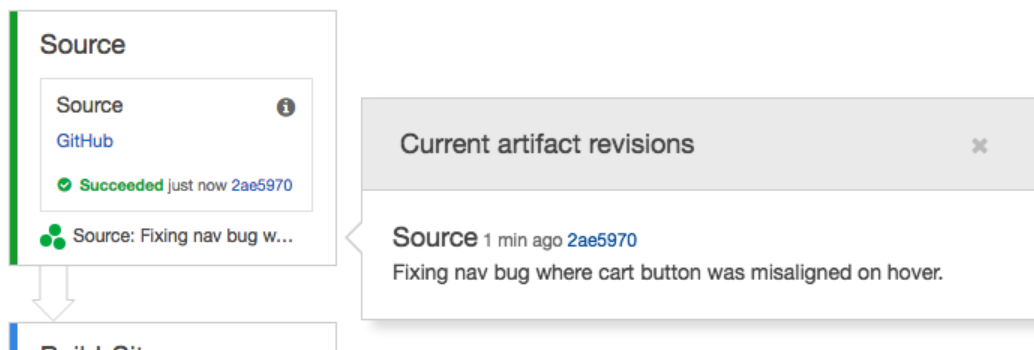 Source
Source
GitHub
Succeeded just now 2ae5970
Source: Fixing nav bug w...
Current artifact revisions
Source 1 min ago 2ae5970
Fixing nav bug where cart button was misaligned on hover.